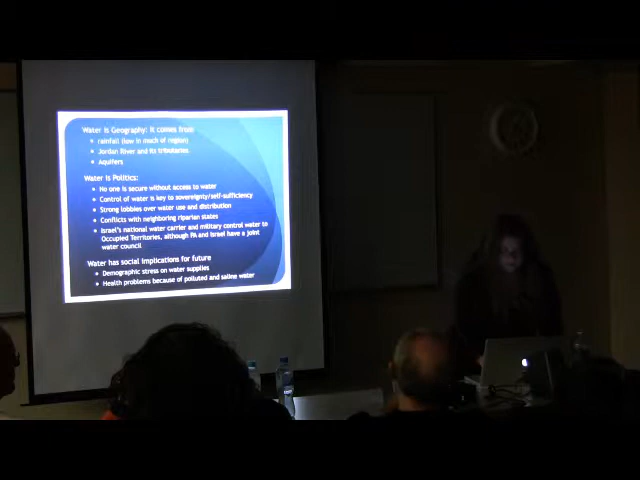 Water is Geography: it comes from:
rainfall (low in much of region)
Jordan River and its tributaries
Aquifers
Water is Politics:
No one is secure without access to water
Control of water is key to sovereignty/self-sufficiency
Strong lobbies over water use and distribution
Conflicts with neighboring riparian states
Israel's national water carrier and military control water to
Occupied Territories, although PA and Israel have a joint
water council
Water has social implications for future
Demographic stress on water supplies
Health problems because of polluted and saline water